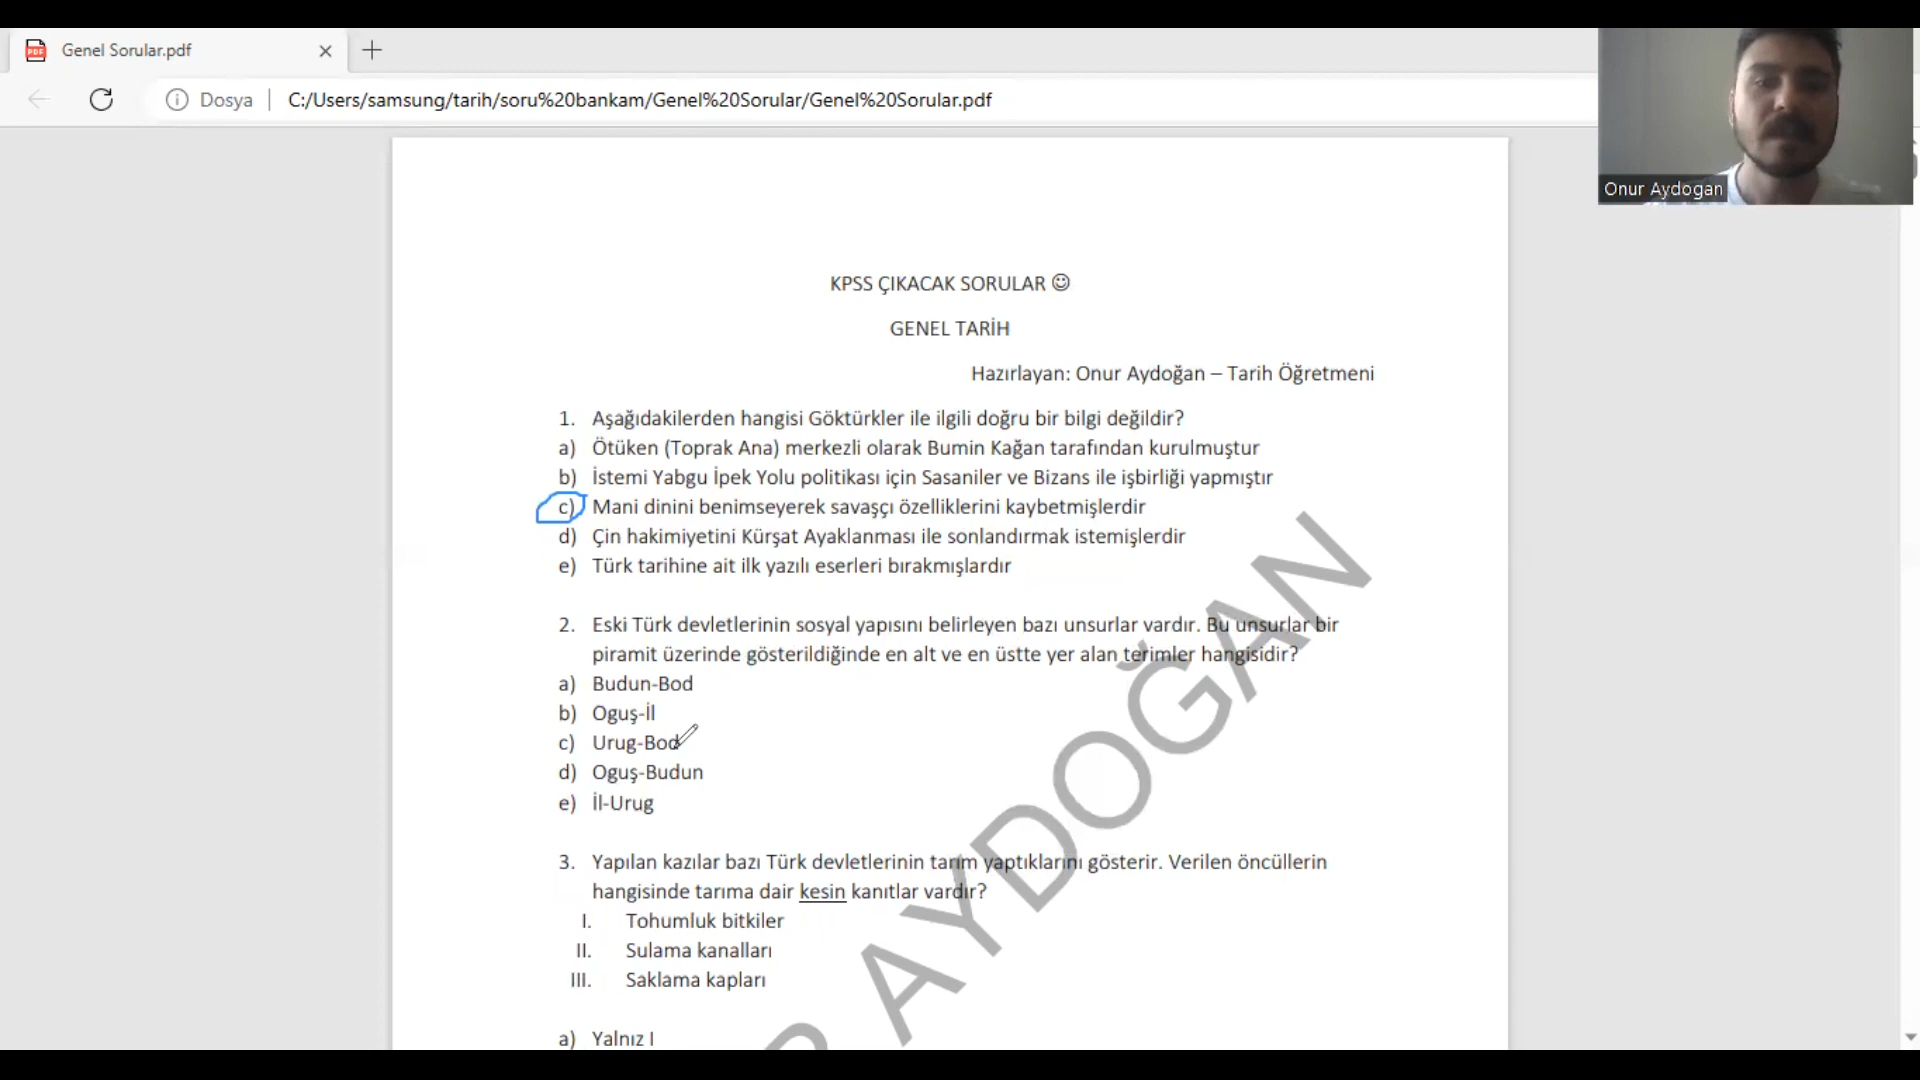 Genel Sorular.pdf
Dosya
C:/Users/samsung/tarih/soru%20bankam/Genel%20Sorular/Genel%20Sorular.pdf
Onur Aydogan
KPSS ÇIKACAK SORULAR ☺
GENEL TARİH
Hazırlayan: Onur Aydoğan – Tarih Öğretmeni
1. Aşağıdakilerden hangisi Göktürkler ile ilgili doğru bir bilgi değildir?
a) Ötüken (Toprak Ana) merkezli olarak Bumin Kağan tarafından kurulmuştur
b) İstemi Yabgu İpek Yolu politikası için Sasaniler ve Bizans ile işbirliği yapmıştır
c) Mani dinini benimseyerek savaşçı özelliklerini kaybetmişlerdir
d) Çin hakimiyetini Kürşat Ayaklanması ile sonlandırmak istemişlerdir
e) Türk tarihine ait ilk yazılı eserleri bırakmışlardır
2. Eski Türk devletlerinin sosyal yapısını belirleyen bazı unsurlar vardır. Bu unsurlar bir
piramit üzerinde gösterildiğinde en alt ve en üstte yer alan terimler hangisidir?
a) Budun-Bod
b) Oguş-İl
c) Urug-Bod
d) Oguş-Budun
e) İl-Urug
3. Yapılan kazılar bazı Türk devletlerinin tarım yaptıklarını gösterir. Verilen öncüllerin
hangisinde tarıma dair kesin kanıtlar vardır?
I. Tohumluk bitkiler
II. Sulama kanalları
III. Saklama kapları
a) Yalnız I
R AYDOĞAN